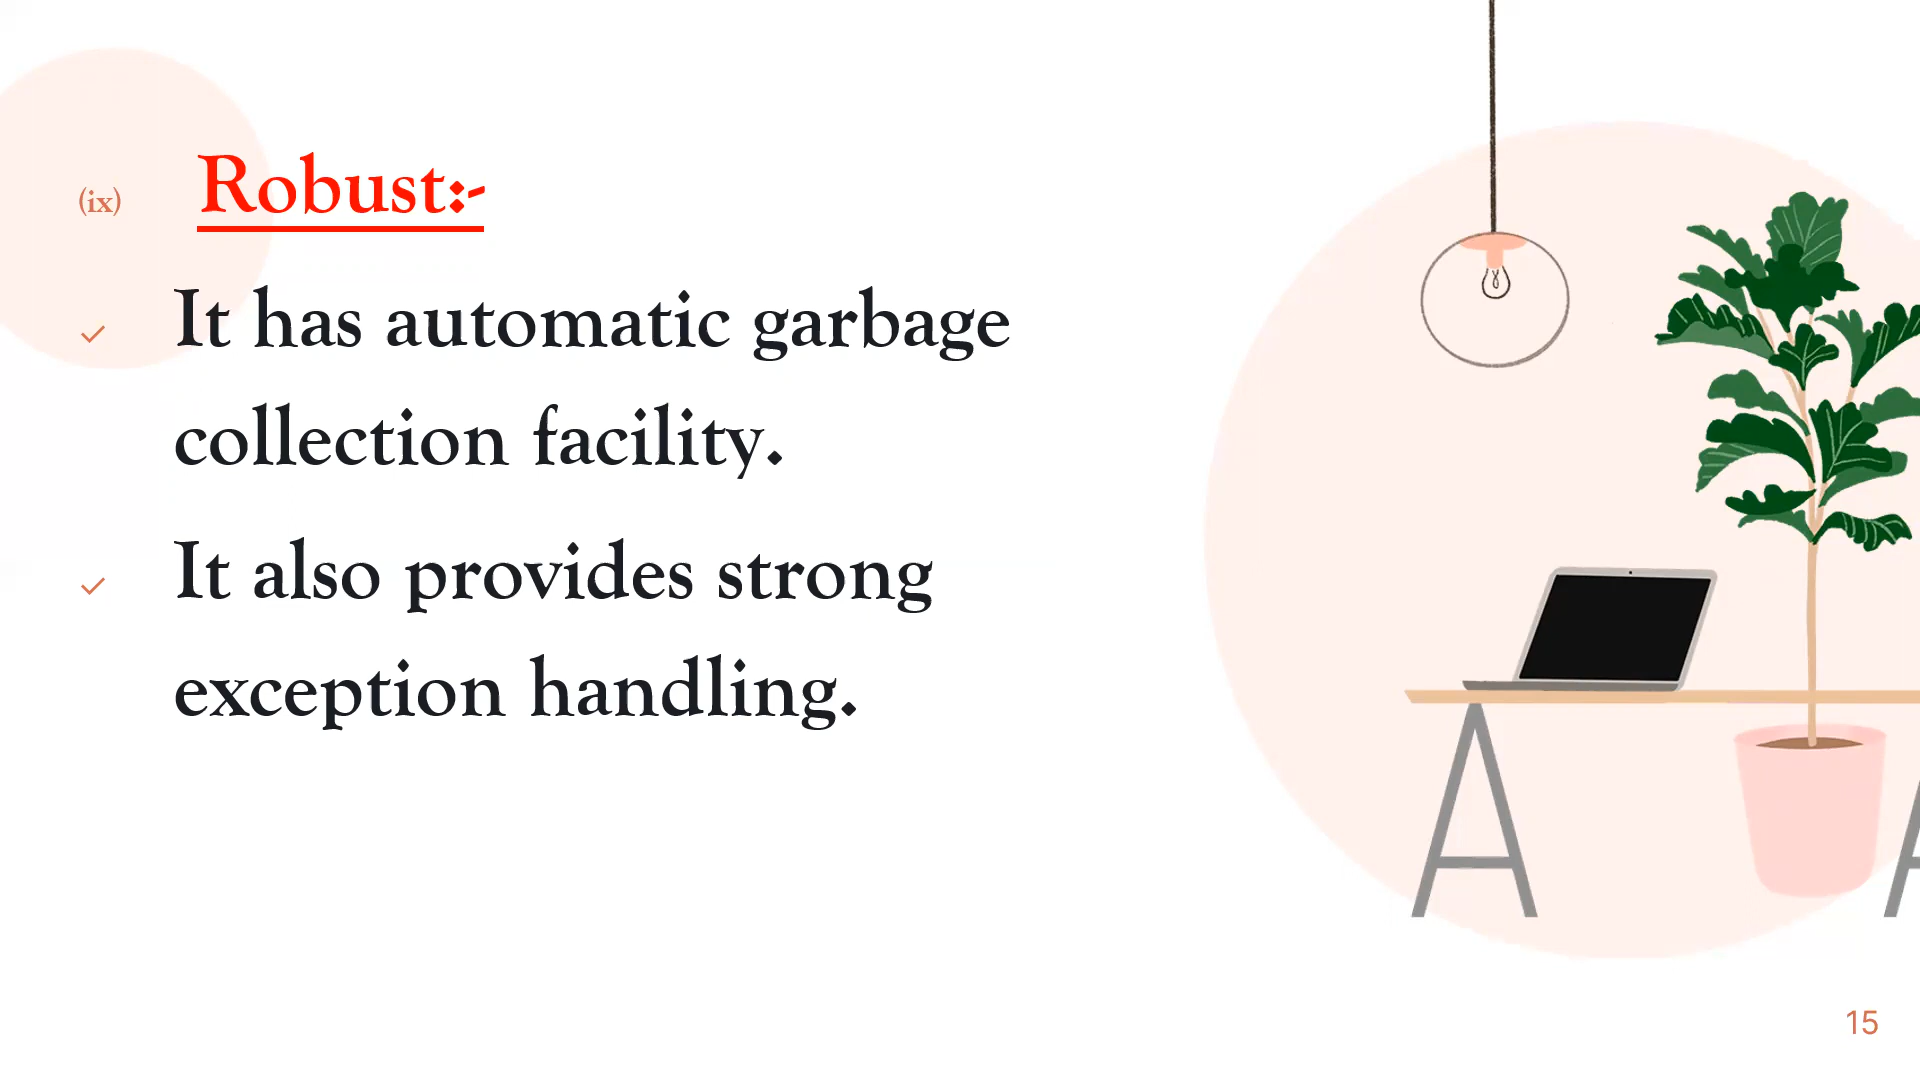 (ix) Robust:-
✓ It has automatic garbage
collection facility.
✓ It also provides strong
exception handling.
15